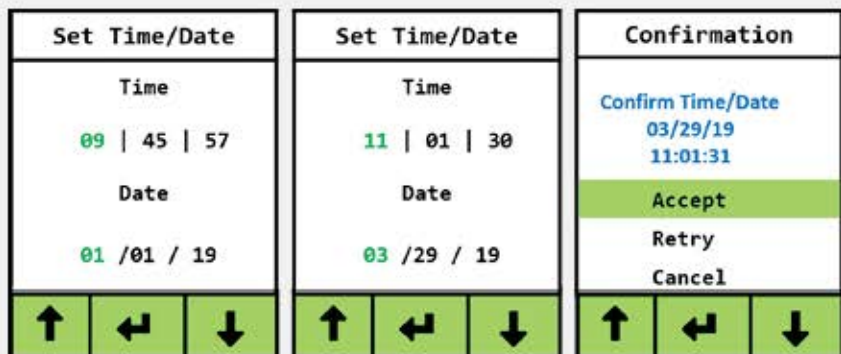 Set Time/Date
Time
09 | 45 | 57
Date
01 /01 / 19
Set Time/Date
Time
11 | 01 | 30
Date
03 /29 / 19
Confirmation
Confirm Time/Date
03/29/19
11:01:31
Accept
Retry
Cancel